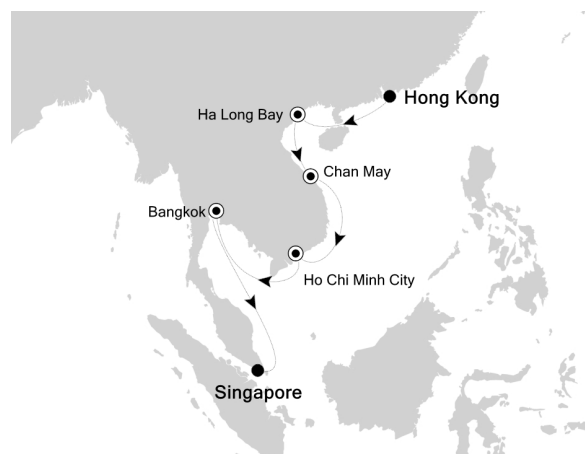 Hong Kong
Ha Long Bay
Chan May
Bangkok
Ho Chi Minh City
Singapore